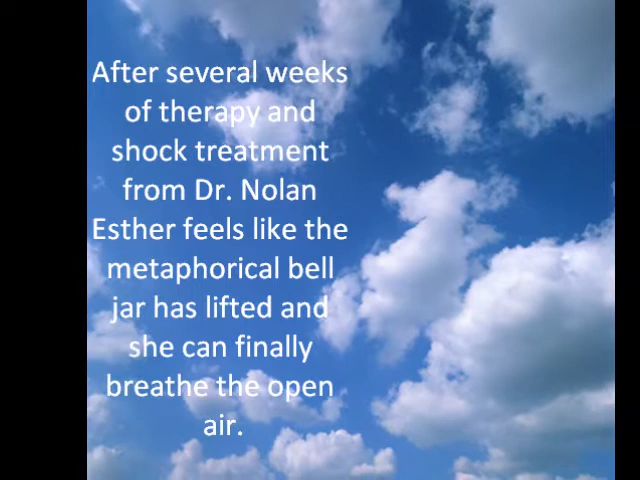 After several weeks
of therapy and
shock treatment
from Dr. Nolan
Esther feels like the
metaphorical bell
jar has lifted and
she can finally
breathe the open
air.